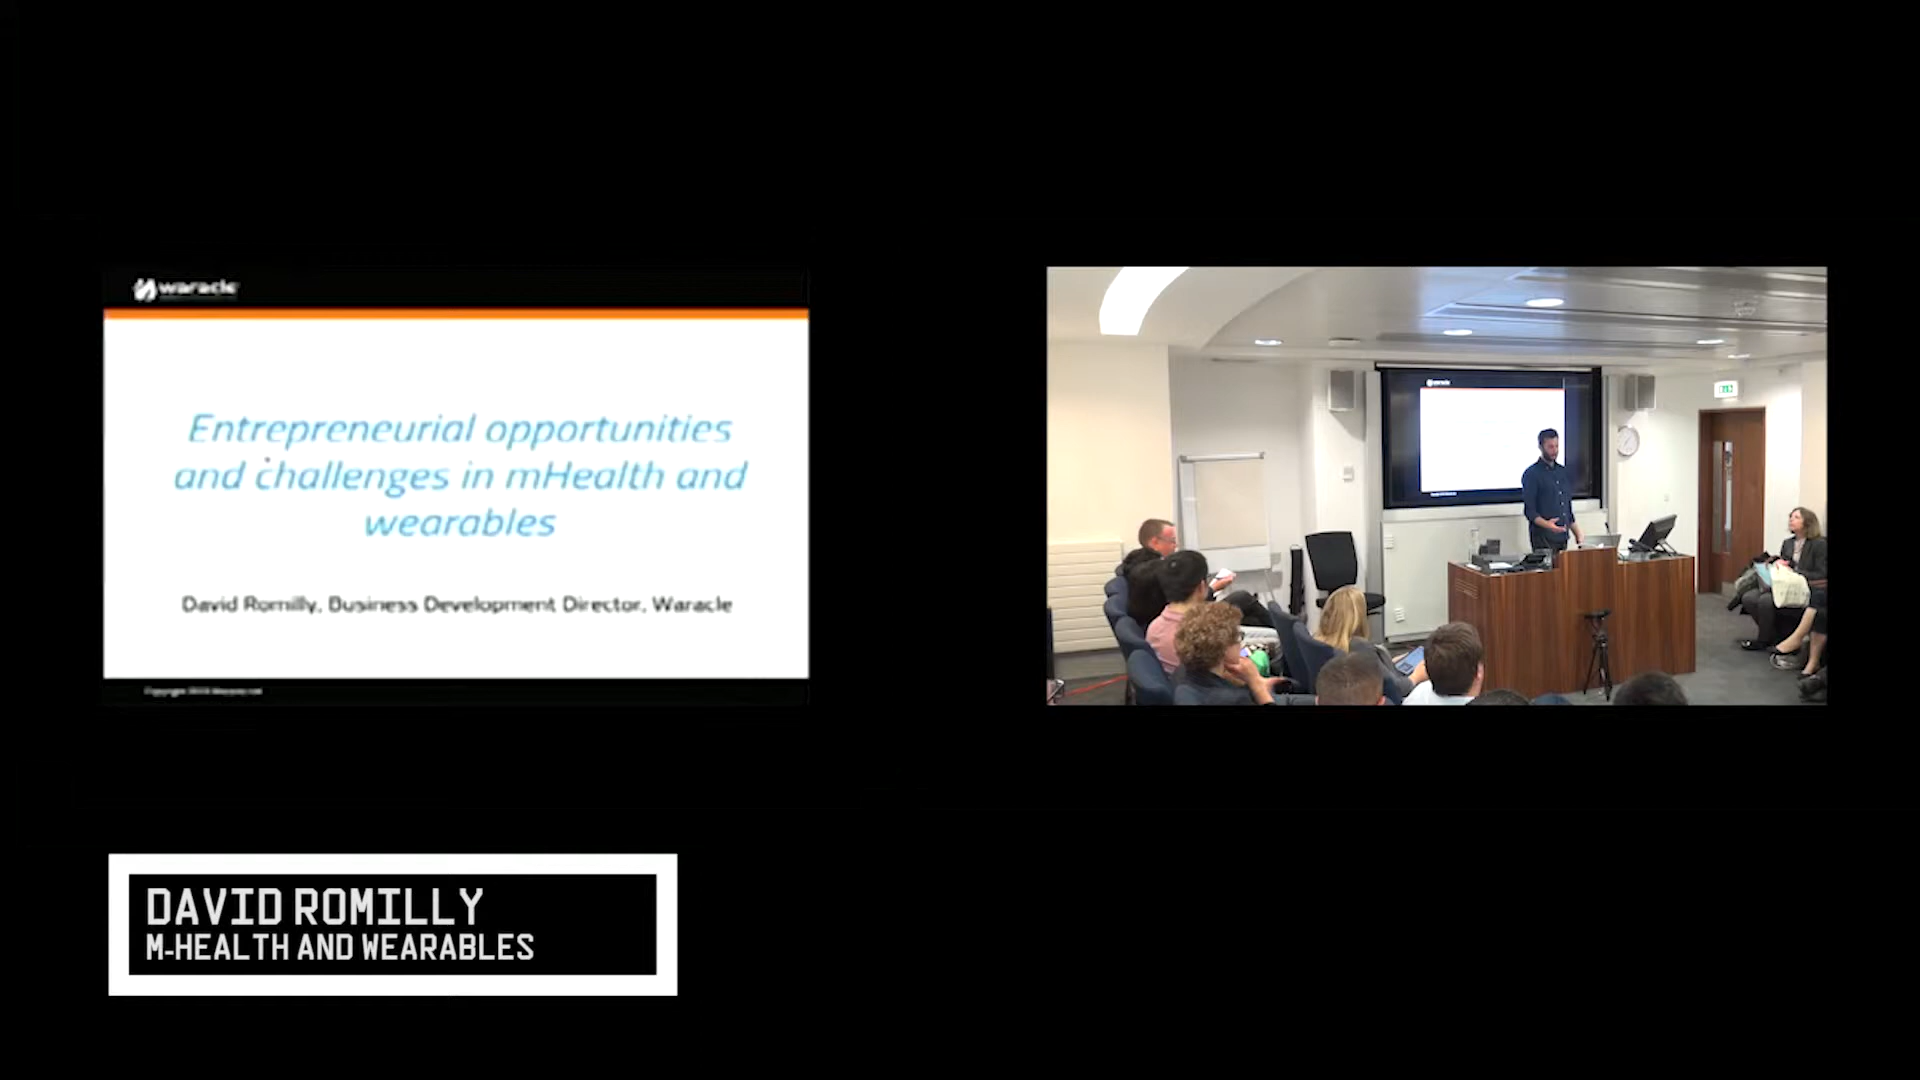 waracle
Entrepreneurial opportunities
and challenges in mHealth and
wearables
David Romilly, Business Development Director, Waracle
DAVID ROMILLY
M-HEALTH AND WEARABLES